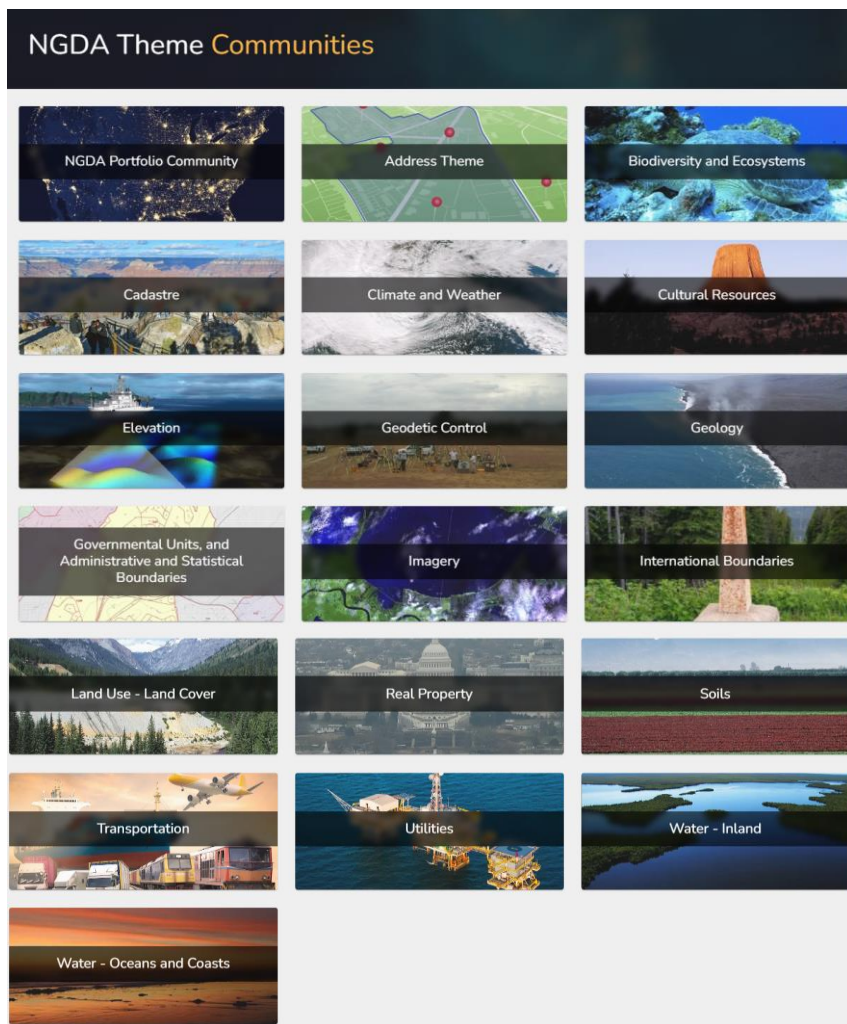 NGDA Theme Communities
NGDA Portfolio Community
Address Theme
Biodiversity and Ecosystems
Cadastre
Climate and Weather
Cultural Resources
Elevation
Geodetic Control
Geology
Governmental Units, and
Administrative and Statistical
Boundaries
Imagery
International Boundaries
Land Use - Land Cover
Real Property
Soils
Transportation
Utilities
Water - Inland
Water - Oceans and Coasts